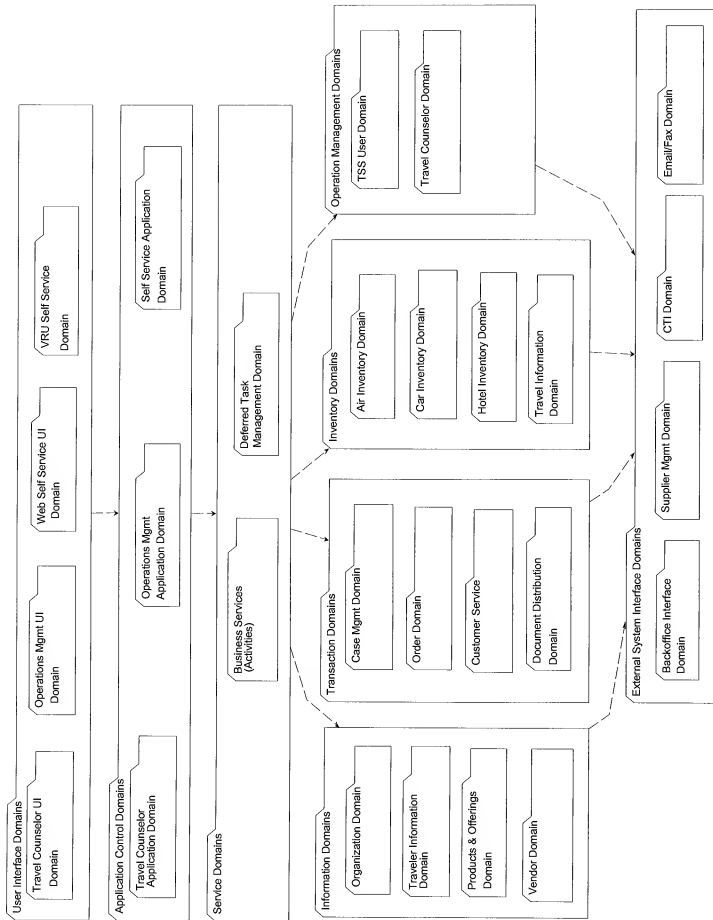 User Interface Domains
Travel Counselor UI
Domain
Operations Mgmt UI
Domain
Web Self Service UI
Domain
VRU Self Service
Domain
Application Control Domains
Travel Counselor
Application Domain
Operations Mgmt
Application Domain
Self Service Application
Domain
Service Domains
Business Services
(Activities)
Deferred Task
Management Domain
Information Domains
Organization Domain
Traveler Information
Domain
Products & Offerings
Domain
Vendor Domain
Transaction Domains
Case Mgmt Domain
Order Domain
Customer Service
Document Distribution
Domain
Inventory Domains
Air Inventory Domain
Car Inventory Domain
Hotel Inventory Domain
Travel Information
Domain
Operation Management Domains
TSS User Domain
Travel Counselor Domain
External System Interface Domains
Backoffice Interface
Domain
Supplier Mgmt Domain
CTI Domain
Email/Fax Domain